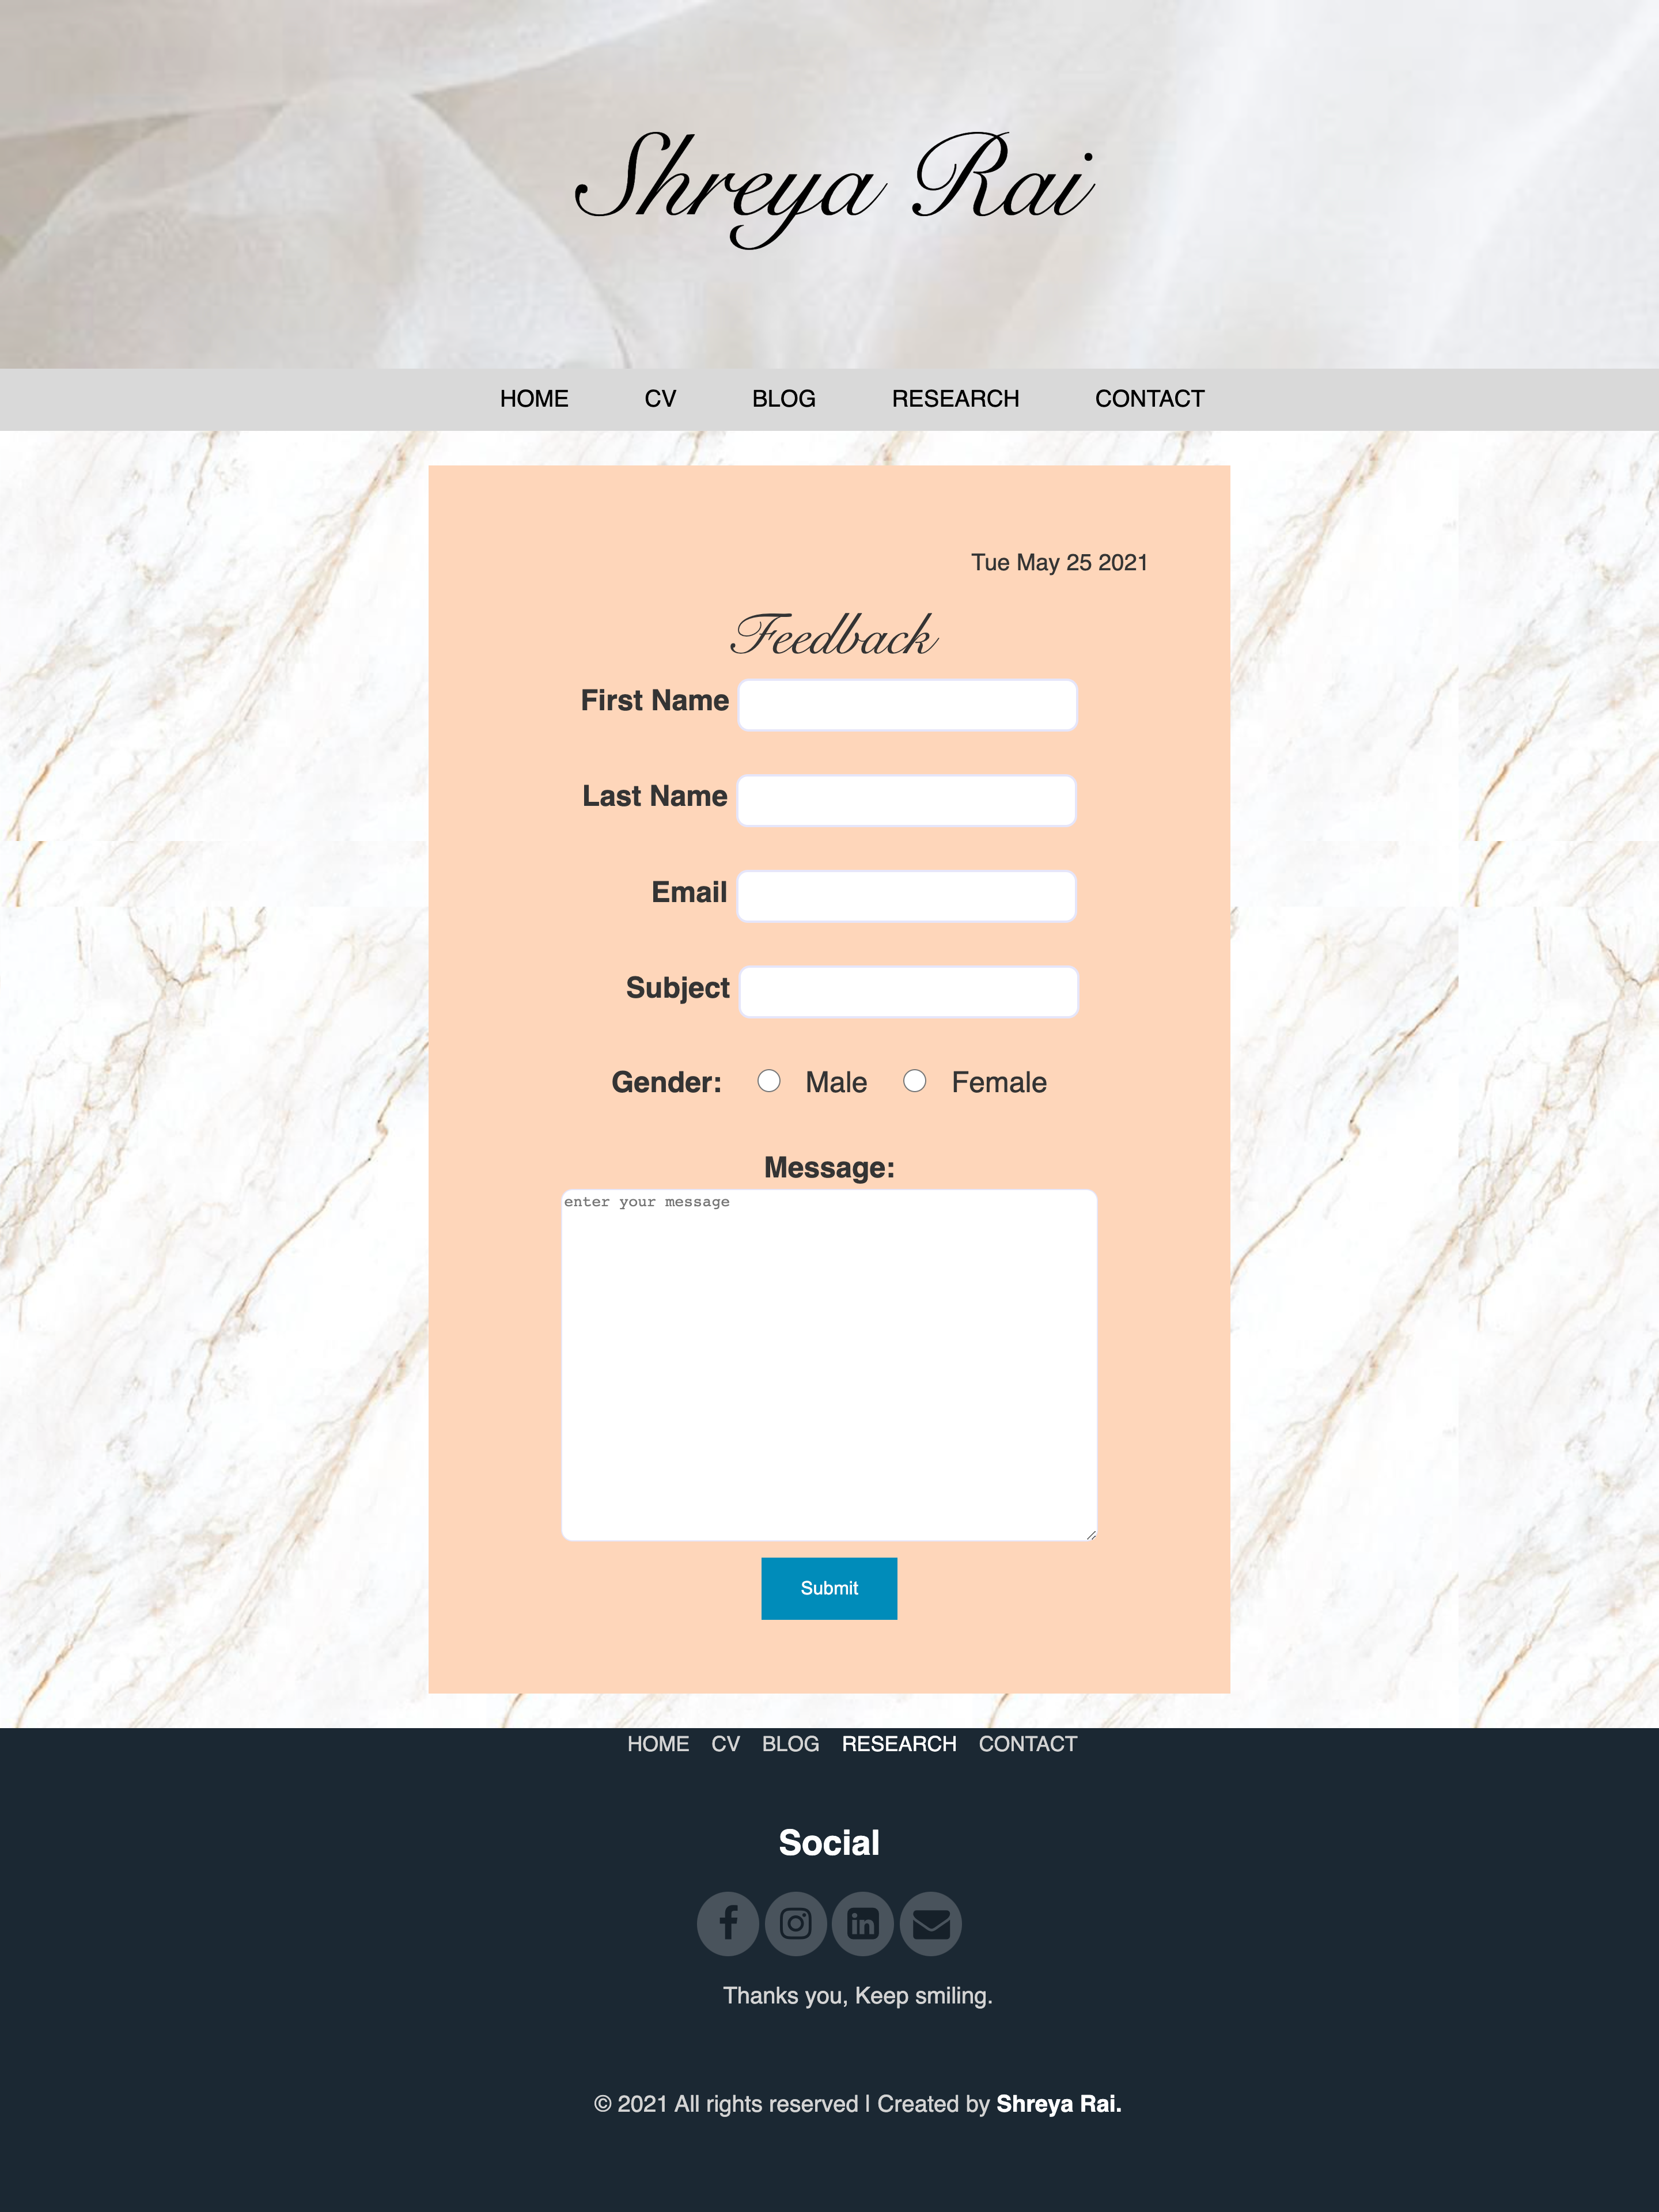 Shreya Rai
HOME CV BLOG RESEARCH CONTACT
Tue May 25 2021
Feedback
First Name
Last Name
Email
Subject
Gender: Male Female
Message:
enter your message
Submit
HOME CV BLOG RESEARCH CONTACT
Social
Thanks you, Keep smiling.
© 2021 All rights reserved | Created by Shreya Rai.